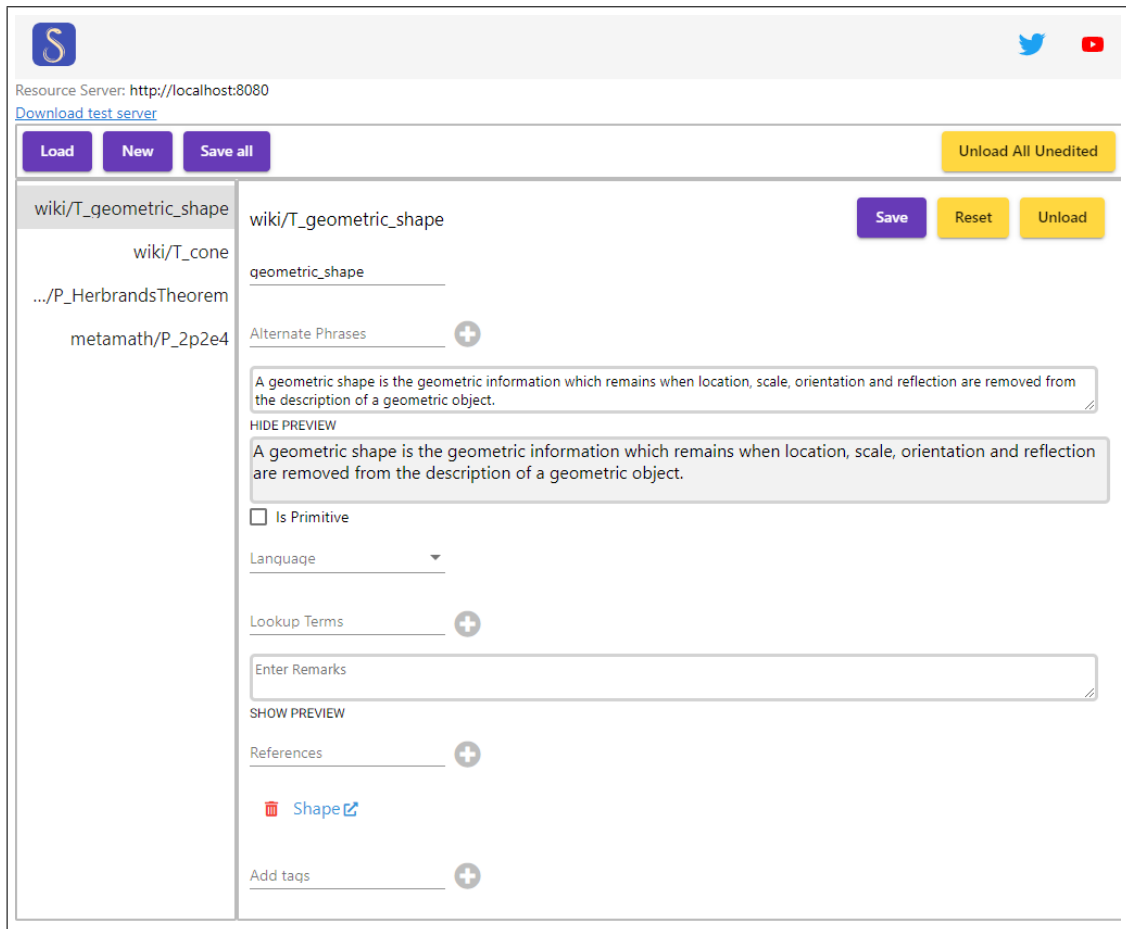 S
Resource Server: http://localhost:8080
Download test server
Load New Save all Unload All Unedited
wiki/T_geometric_shape
wiki/T_cone
.../P_HerbrandsTheorem
metamath/P_2p2e4
wiki/T_geometric_shape Save Reset Unload
geometric_shape
Alternate Phrases
A geometric shape is the geometric information which remains when location, scale, orientation and reflection are removed from
the description of a geometric object.
HIDE PREVIEW
A geometric shape is the geometric information which remains when location, scale, orientation and reflection
are removed from the description of a geometric object.
Is Primitive
Language
Lookup Terms
Enter Remarks
SHOW PREVIEW
References
Shape
Add tags